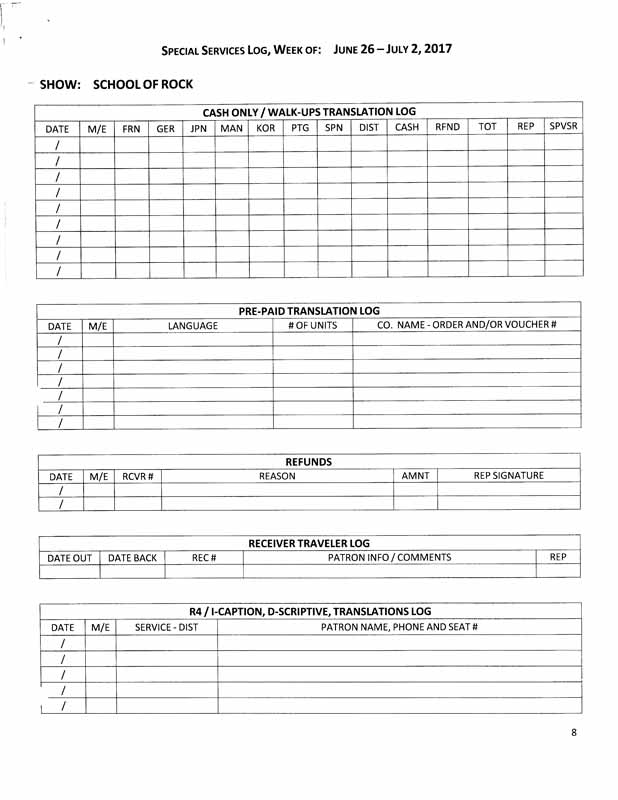 SPECIAL SERVICES LOG, WEEK OF: JUNE 26 – JULY 2, 2017
SHOW: SCHOOL OF ROCK
CASH ONLY / WALK-UPS TRANSLATION LOG
DATE M/E FRN GER JPN MAN KOR PTG SPN DIST CASH RFND TOT REP SPVSR
/
/
/
/
/
/
/
/
/
PRE-PAID TRANSLATION LOG
DATE M/E LANGUAGE # OF UNITS CO. NAME - ORDER AND/OR VOUCHER #
/
/
/
/
/
/
/
REFUNDS
DATE M/E RCVR # REASON AMNT REP SIGNATURE
/
/
RECEIVER TRAVELER LOG
DATE OUT DATE BACK REC # PATRON INFO / COMMENTS REP
R4 / I-CAPTION, D-SCRIPTIVE, TRANSLATIONS LOG
DATE M/E SERVICE - DIST PATRON NAME, PHONE AND SEAT #
/
/
/
/
/
8